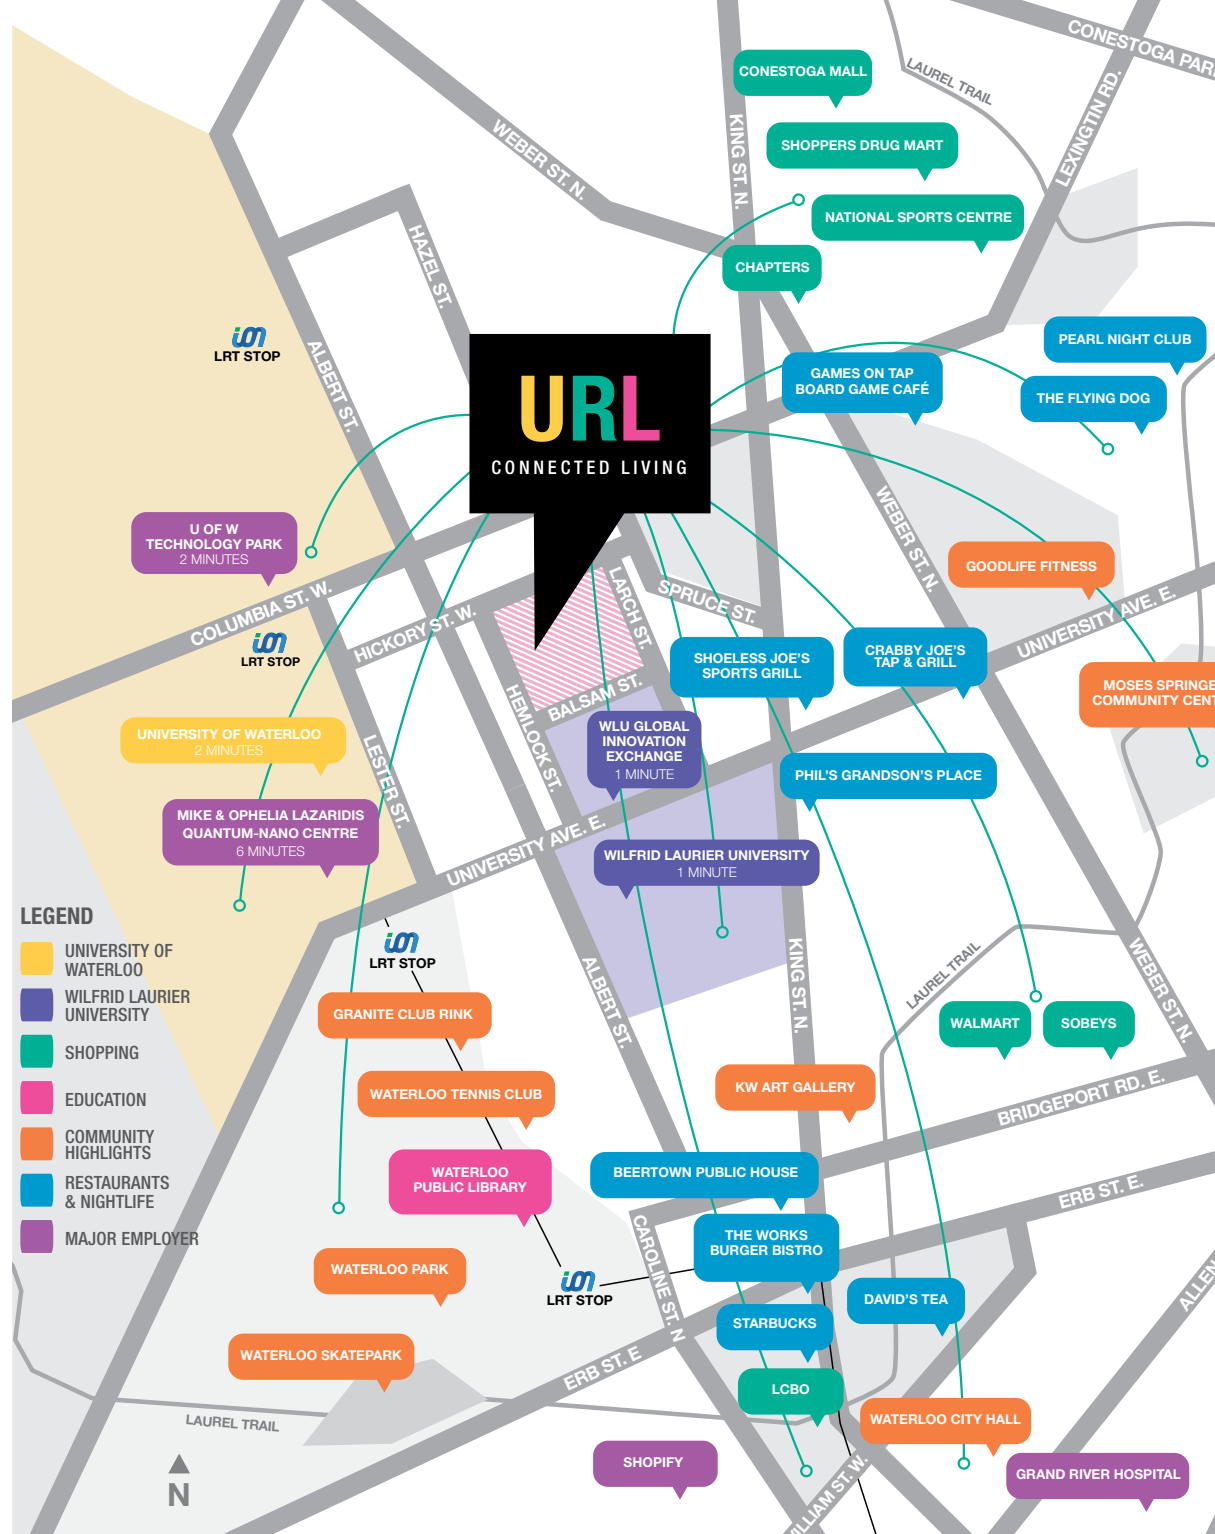 CONESTOGA PAR
LAUREL TRAIL
LEXINGTIN RD.
CONESTOGA MALL
KING ST. N.
WEBER ST. N.
SHOPPERS DRUG MART
NATIONAL SPORTS CENTRE
CHAPTERS
HAZEL ST.
LRT STOP
ALBERT ST.
PEARL NIGHT CLUB
GAMES ON TAP
BOARD GAME CAFÉ
THE FLYING DOG
URL
CONNECTED LIVING
WEBER ST. N.
U OF W
TECHNOLOGY PARK
2 MINUTES
GOODLIFE FITNESS
COLUMBIA ST. W.
HICKORY ST. W.
LARCH ST.
SPRUCE ST.
UNIVERSITY AVE. E.
LRT STOP
SHOELESS JOE'S
SPORTS GRILL
CRABBY JOE'S
TAP & GRILL
MOSES SPRINGE
COMMUNITY CENT
BALSAM ST.
HEMLOCK ST.
UNIVERSITY OF WATERLOO
2 MINUTES
WLU GLOBAL
INNOVATION
EXCHANGE
1 MINUTE
LESTER ST.
PHIL'S GRANDSON'S PLACE
MIKE & OPHELIA LAZARIDIS
QUANTUM-NANO CENTRE
6 MINUTES
UNIVERSITY AVE. E.
WILFRID LAURIER UNIVERSITY
1 MINUTE
LEGEND
UNIVERSITY OF
WATERLOO
WILFRID LAURIER
UNIVERSITY
SHOPPING
EDUCATION
COMMUNITY
HIGHLIGHTS
RESTAURANTS
& NIGHTLIFE
MAJOR EMPLOYER
LRT STOP
ALBERT ST.
KING ST. N.
LAUREL TRAIL
WEBER ST. N.
GRANITE CLUB RINK
WALMART
SOBEYS
WATERLOO TENNIS CLUB
KW ART GALLERY
BRIDGEPORT RD. E.
WATERLOO
PUBLIC LIBRARY
BEERTOWN PUBLIC HOUSE
ERB ST. E.
CAROLINE ST. N
THE WORKS
BURGER BISTRO
WATERLOO PARK
LRT STOP
DAVID'S TEA
ALLEN
STARBUCKS
WATERLOO SKATEPARK
ERB ST. E
LCBO
LAUREL TRAIL
WATERLOO CITY HALL
SHOPIFY
GRAND RIVER HOSPITAL
WILLIAM ST. W.
N